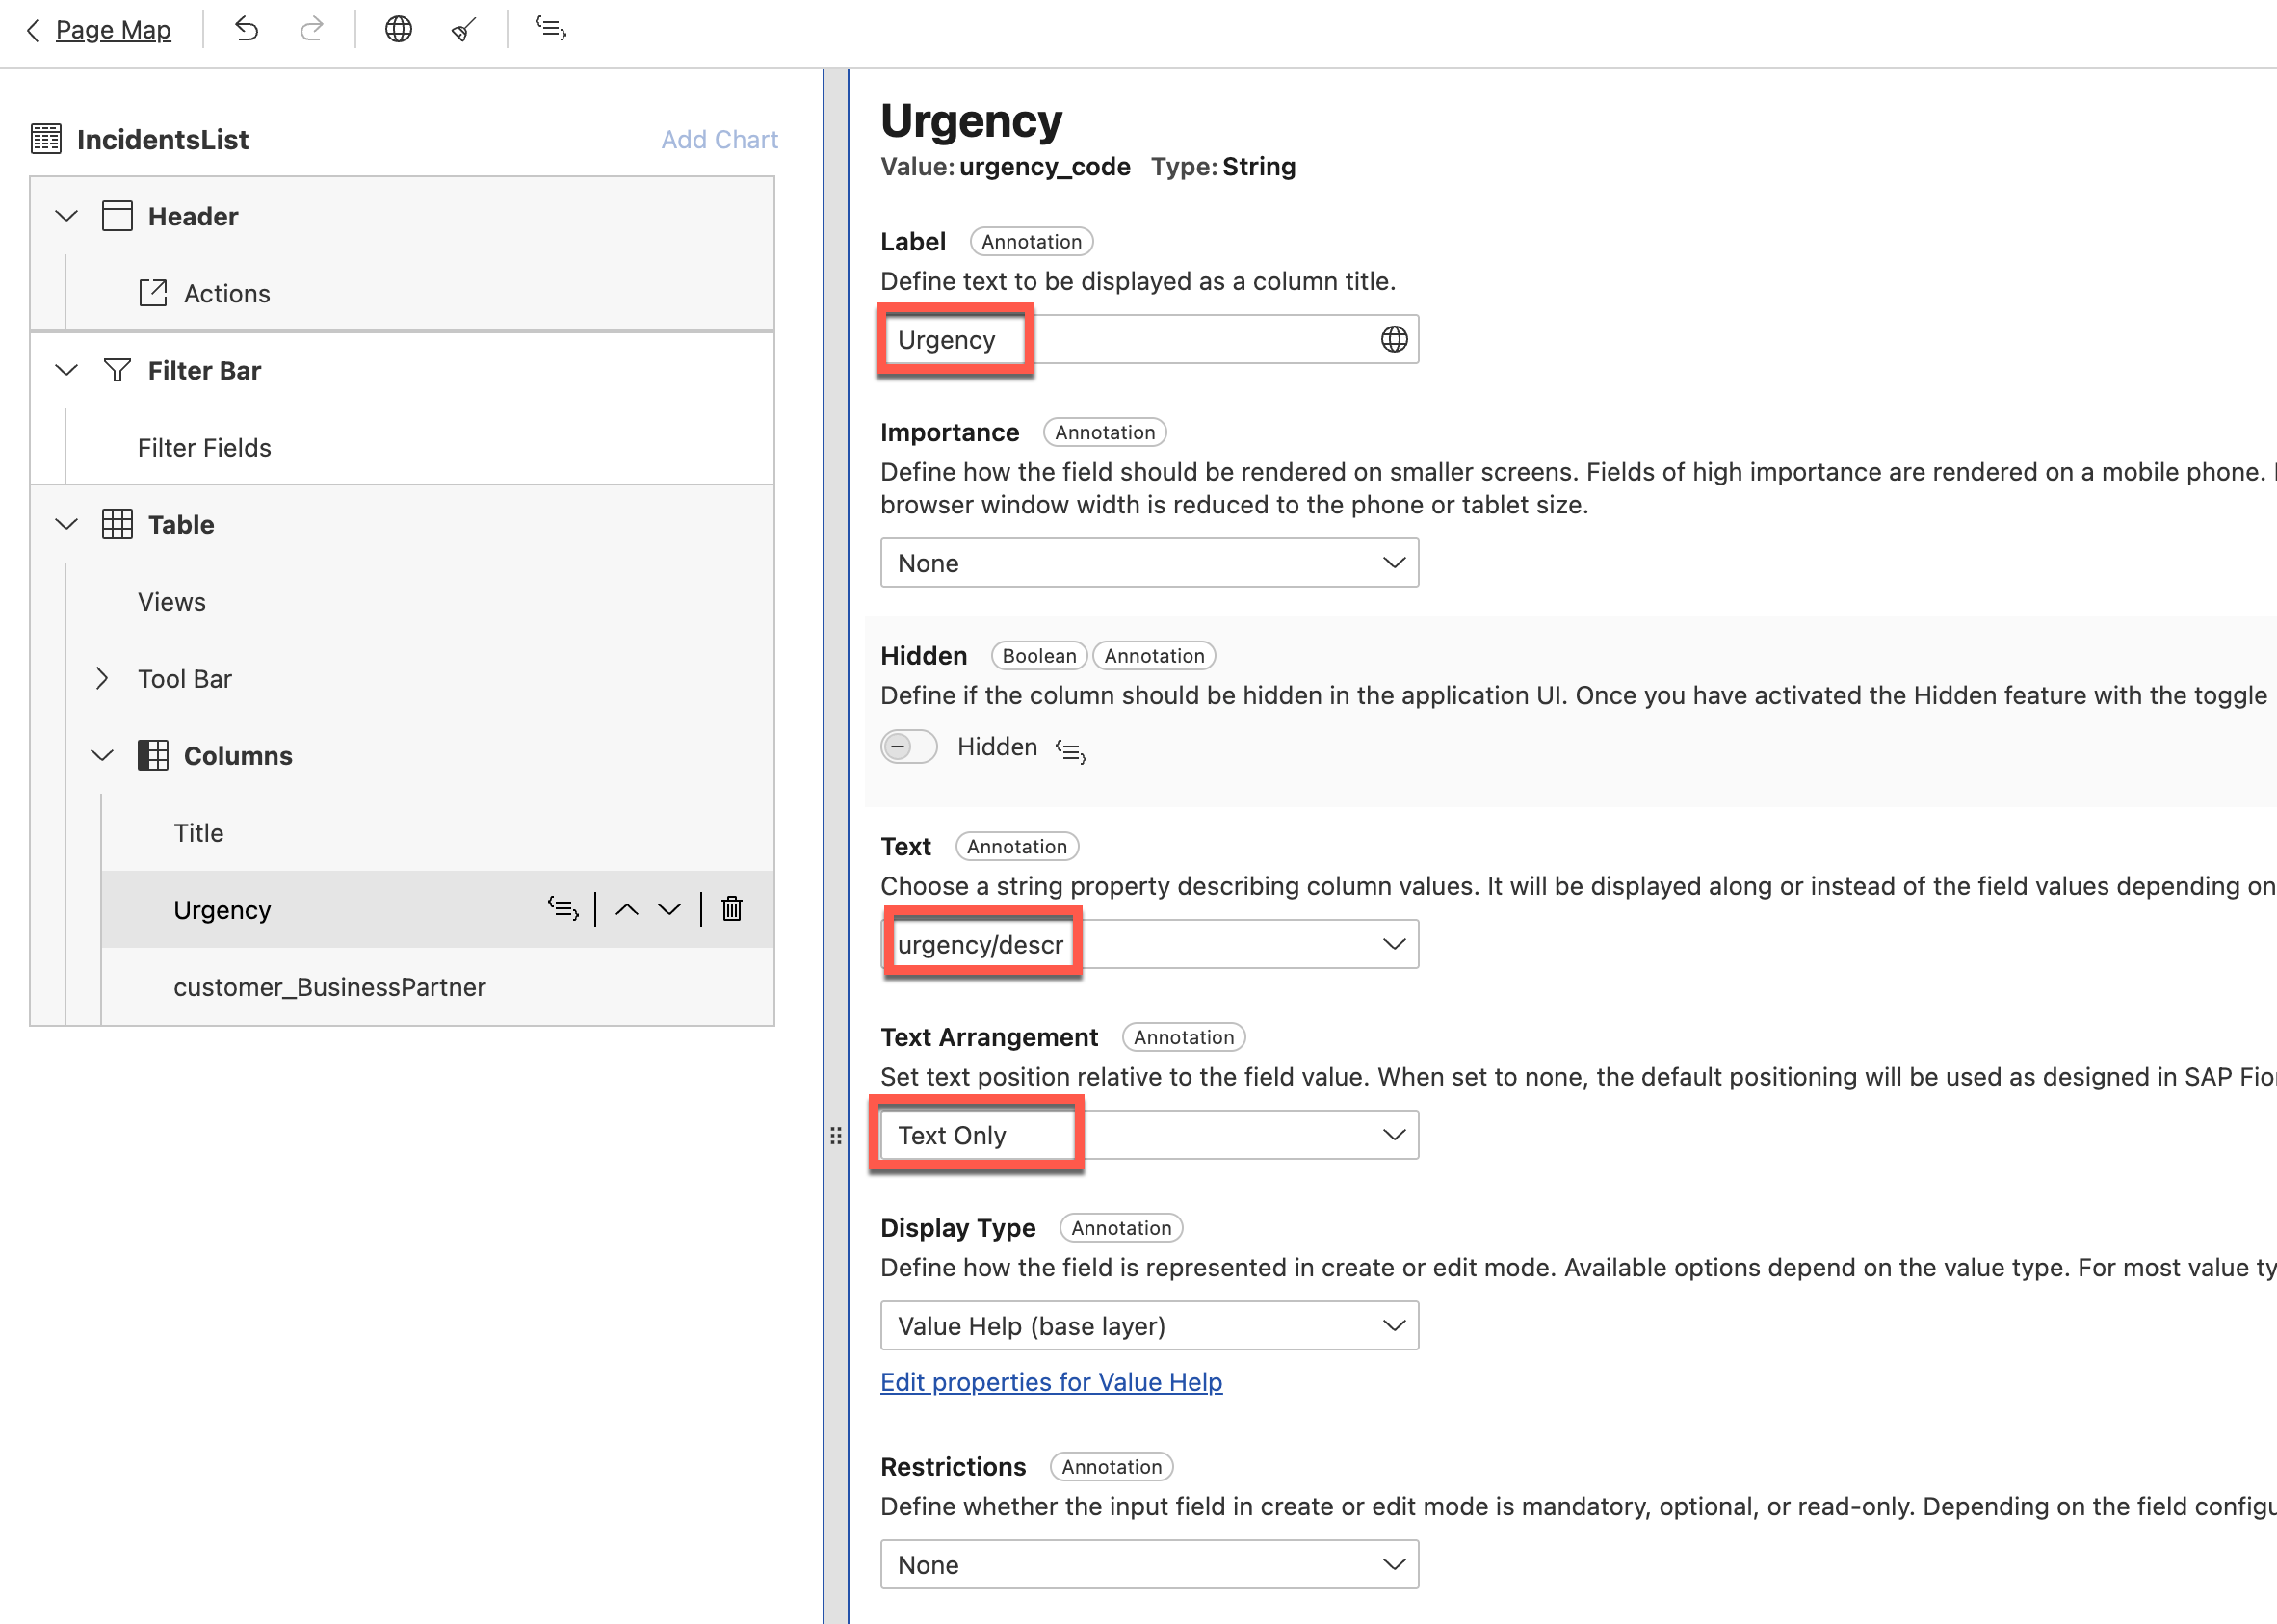 Page Map
IncidentsList
Add Chart
Header
Actions
Filter Bar
Filter Fields
Table
Views
Tool Bar
Columns
Title
Urgency
customer_BusinessPartner
Urgency
Value: urgency_code Type: String
Label Annotation
Define text to be displayed as a column title.
Urgency
Importance Annotation
Define how the field should be rendered on smaller screens. Fields of high importance are rendered on a mobile phone.
browser window width is reduced to the phone or tablet size.
None
Hidden Boolean Annotation
Define if the column should be hidden in the application UI. Once you have activated the Hidden feature with the toggle
Hidden
Text Annotation
Choose a string property describing column values. It will be displayed along or instead of the field values depending on
urgency/descr
Text Arrangement Annotation
Set text position relative to the field value. When set to none, the default positioning will be used as designed in SAP Fio
Text Only
Display Type Annotation
Define how the field is represented in create or edit mode. Available options depend on the value type. For most value ty
Value Help (base layer)
Edit properties for Value Help
Restrictions Annotation
Define whether the input field in create or edit mode is mandatory, optional, or read-only. Depending on the field configu
None